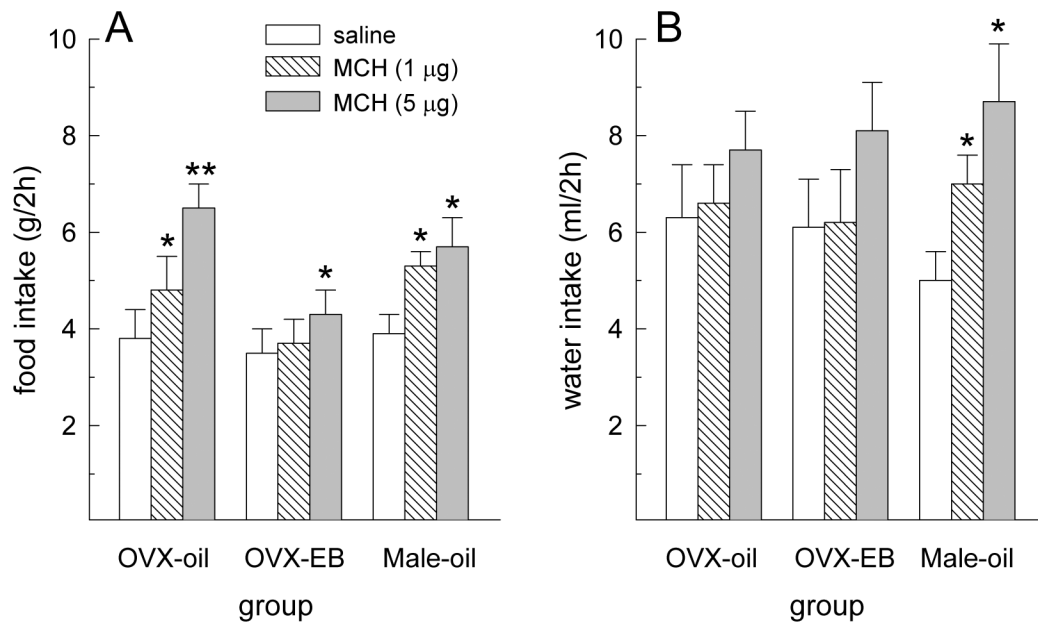 A
saline
MCH (1 μg)
MCH (5 μg)
food intake (g/2h)
10
8
6
4
2
*
**
*
*
*
OVX-oil OVX-EB Male-oil
group
B
water intake (ml/2h)
10
8
6
4
2
*
*
OVX-oil OVX-EB Male-oil
group